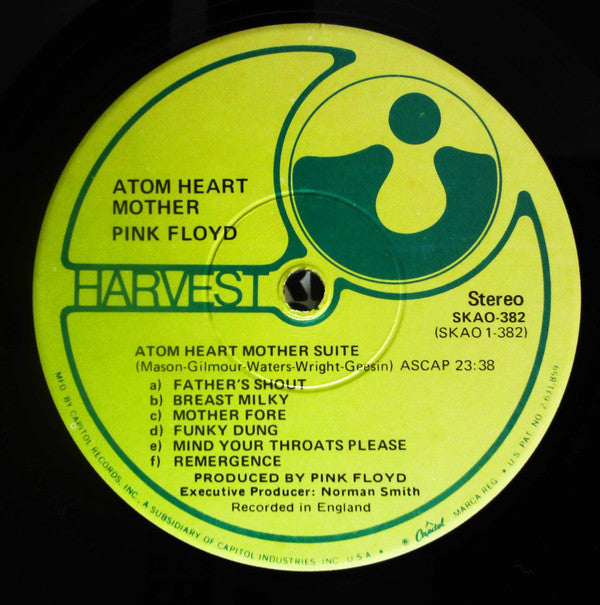 ATOM HEART
MOTHER
PINK FLOYD
HARVEST
Stereo
SKAO-382
(SKAO 1-382)
ATOM HEART MOTHER SUITE
(Mason-Gilmour-Waters-Wright-Geesin) ASCAP 23:38
a) FATHER'S SHOUT
b) BREAST MILKY
c) MOTHER FORE
d) FUNKY DUNG
e) MIND YOUR THROATS PLEASE
f) REMERGENCE
PRODUCED BY PINK FLOYD
Executive Producer: Norman Smith
Recorded in England
MFD. BY CAPITOL RECORDS, INC., A SUBSIDIARY OF CAPITOL INDUSTRIES INC. U.S.A. • ® Capitol MARCA REG. • U.S. PAT. NO. 2,631,859